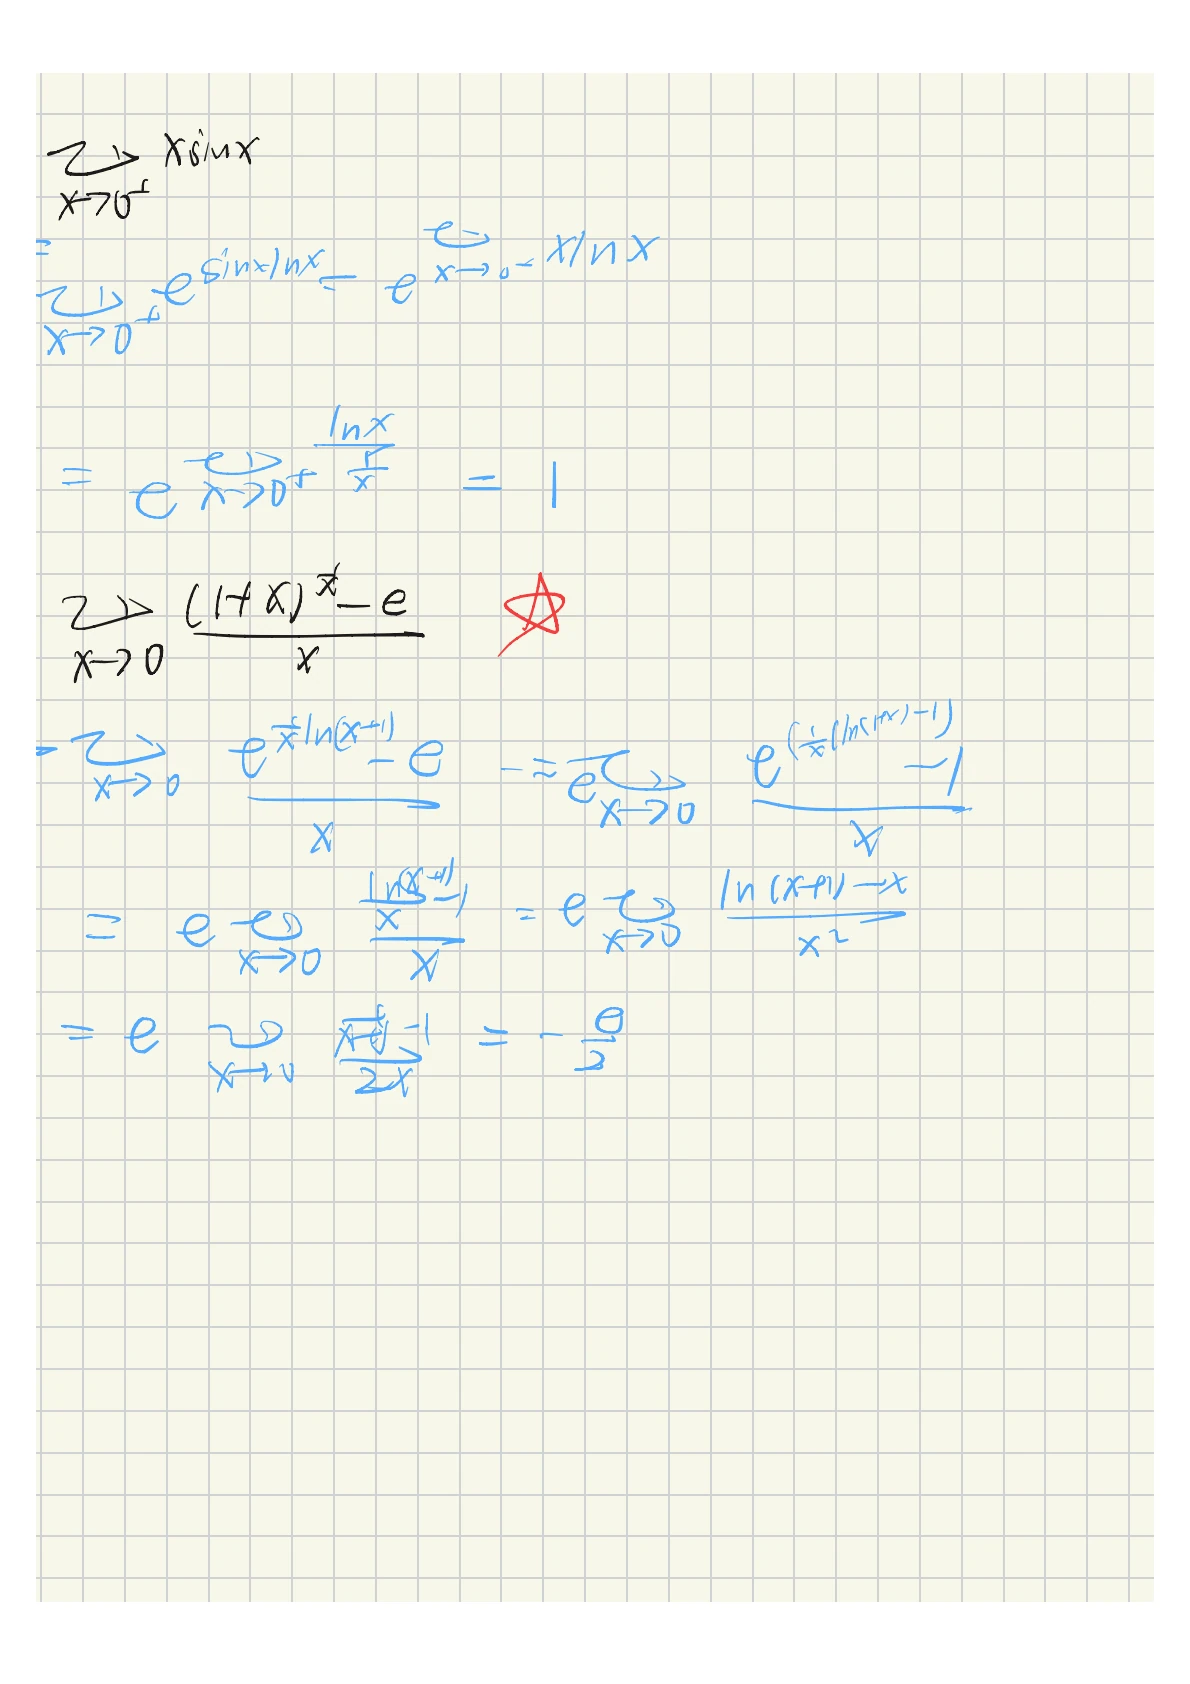 lim x→0⁺ x^sinx
= lim x→0⁺ e^(sinx lnx) = e^(lim x→0⁺ x ln x)
= e^(lim x→0⁺ (ln x)/(1/x)) = 1
lim x→0 ((1+x)^(1/x) − e)/x ☆
= lim x→0 (e^((1/x) ln(x+1)) − e)/x = e lim x→0 (e^((1/x)(ln(1+x)−1)) − 1)/x
= e lim x→0 (ln(x+1)/x − 1)/x = e lim x→0 (ln(x+1) − x)/x²
= e lim x→0 (1/(x+1) − 1)/(2x) = −e/2